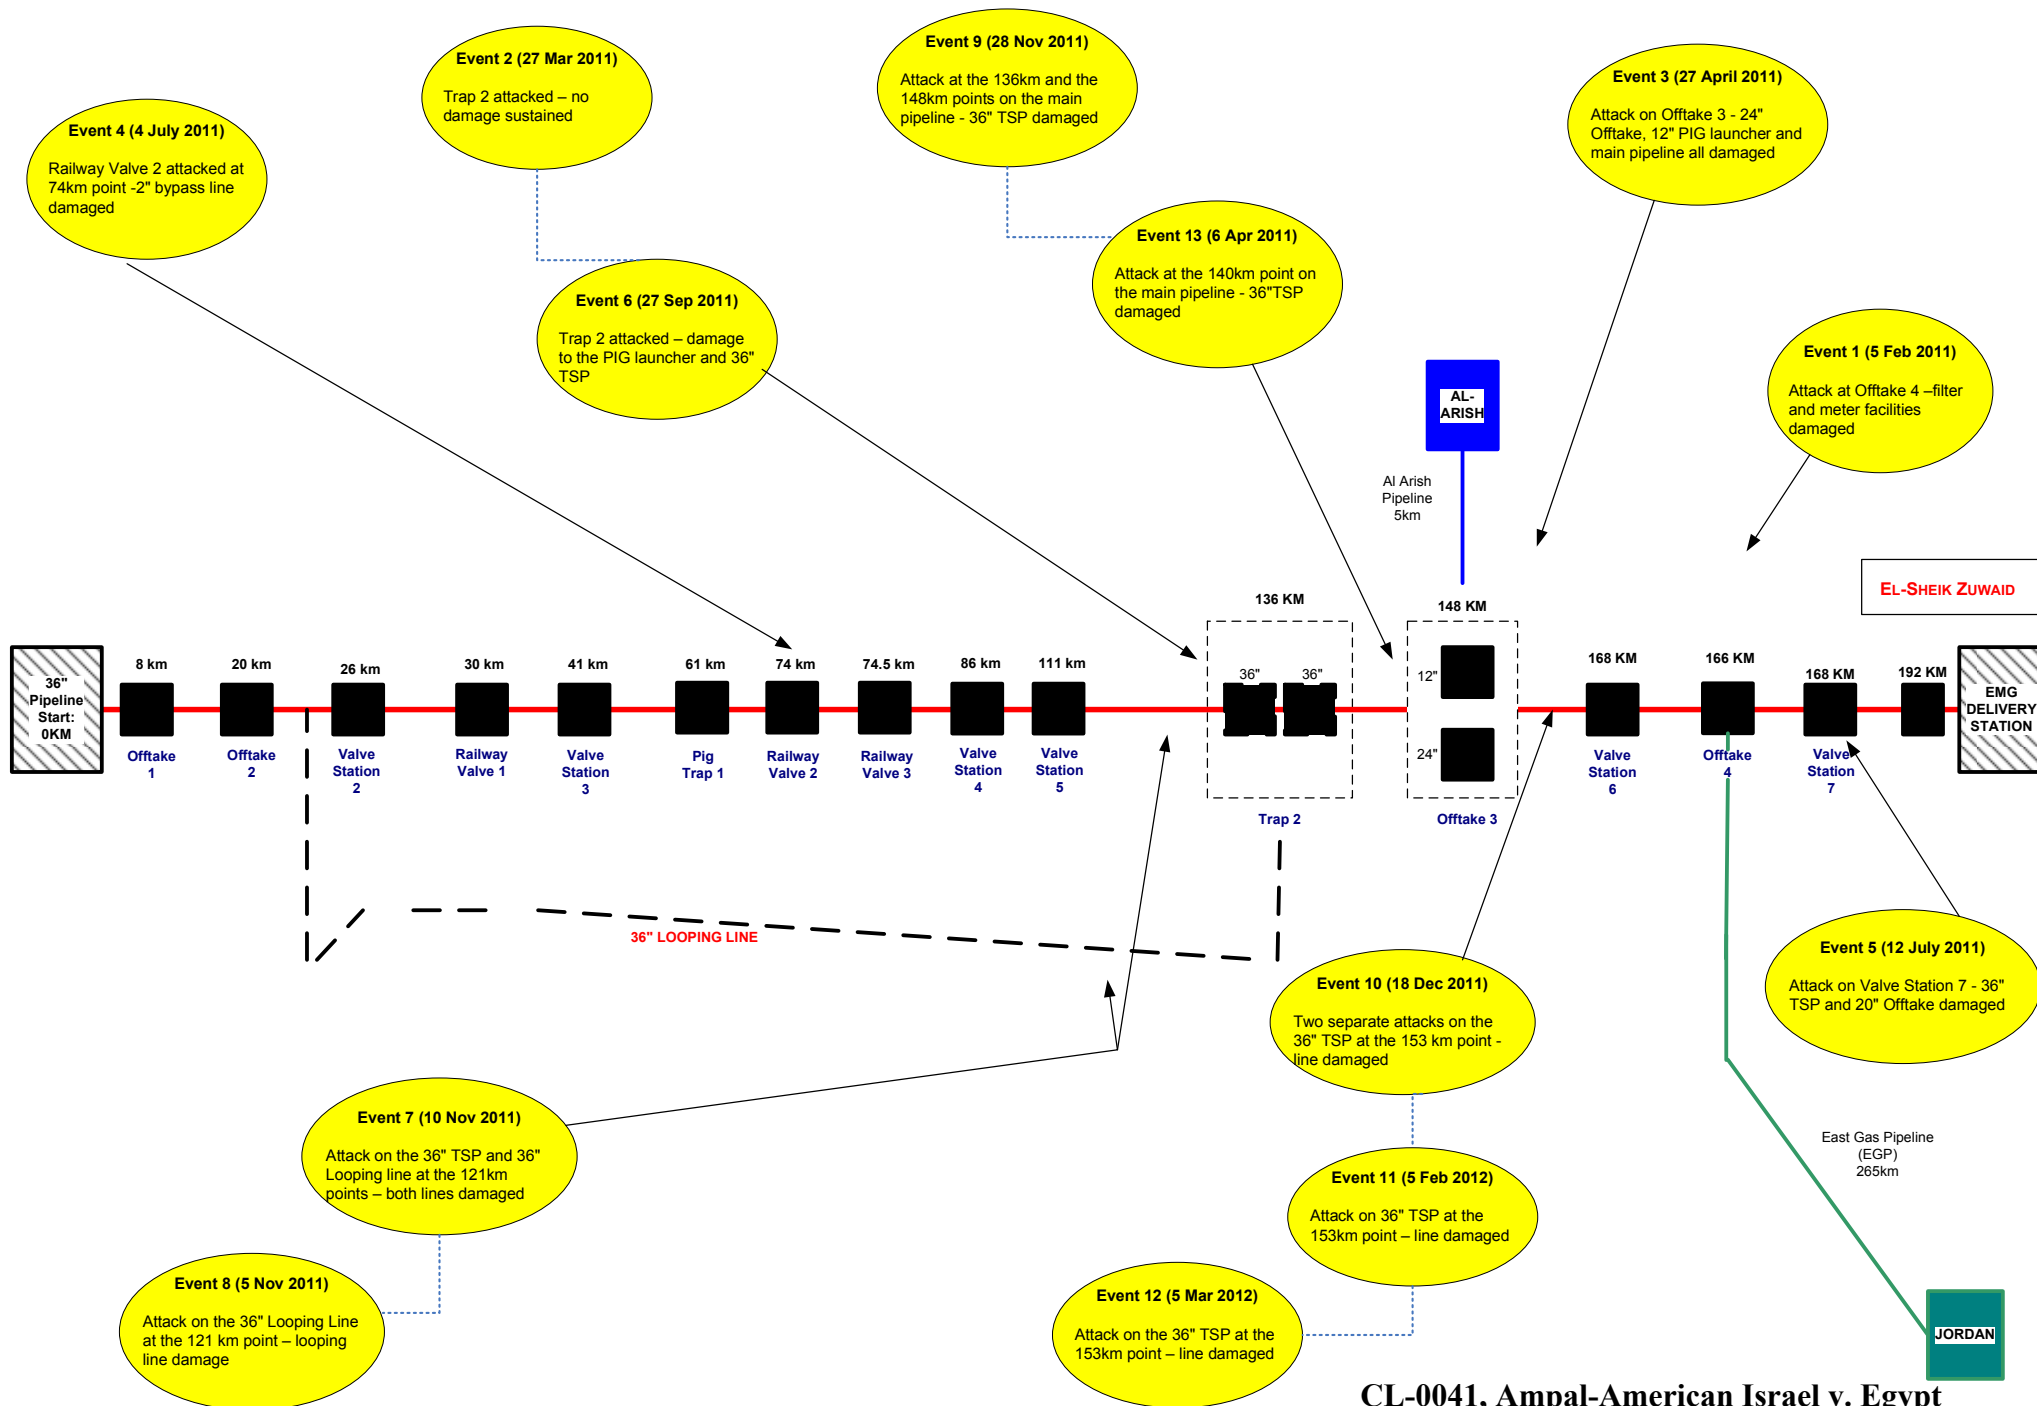 Event 2 (27 Mar 2011)
Trap 2 attacked – no
damage sustained
Event 9 (28 Nov 2011)
Attack at the 136km and the
148km points on the main
pipeline - 36" TSP damaged
Event 3 (27 April 2011)
Attack on Offtake 3 - 24"
Offtake, 12" PIG launcher and
main pipeline all damaged
Event 4 (4 July 2011)
Railway Valve 2 attacked at
74km point -2" bypass line
damaged
Event 13 (6 Apr 2011)
Attack at the 140km point on
the main pipeline - 36"TSP
damaged
Event 6 (27 Sep 2011)
Trap 2 attacked – damage
to the PIG launcher and 36"
TSP
Event 1 (5 Feb 2011)
Attack at Offtake 4 –filter
and meter facilities
damaged
AL-
ARISH
Al Arish
Pipeline
5km
EL-SHEIK ZUWAID
36"
Pipeline
Start:
0KM
8 km
Offtake
1
20 km
Offtake
2
26 km
Valve
Station
2
30 km
Railway
Valve 1
41 km
Valve
Station
3
61 km
Pig
Trap 1
74 km
Railway
Valve 2
74.5 km
Railway
Valve 3
86 km
Valve
Station
4
111 km
Valve
Station
5
136 KM
36"
36"
Trap 2
148 KM
12"
24"
Offtake 3
168 KM
Valve
Station
6
166 KM
Offtake
4
168 KM
Valve
Station
7
192 KM
EMG
DELIVERY
STATION
36" LOOPING LINE
Event 10 (18 Dec 2011)
Two separate attacks on the
36" TSP at the 153 km point -
line damaged
Event 5 (12 July 2011)
Attack on Valve Station 7 - 36"
TSP and 20" Offtake damaged
Event 7 (10 Nov 2011)
Attack on the 36" TSP and 36"
Looping line at the 121km
points – both lines damaged
East Gas Pipeline
(EGP)
265km
Event 11 (5 Feb 2012)
Attack on 36" TSP at the
153km point – line damaged
Event 8 (5 Nov 2011)
Attack on the 36" Looping Line
at the 121 km point – looping
line damage
Event 12 (5 Mar 2012)
Attack on the 36" TSP at the
153km point – line damaged
JORDAN
CL-0041, Ampal-American Israel v. Egypt